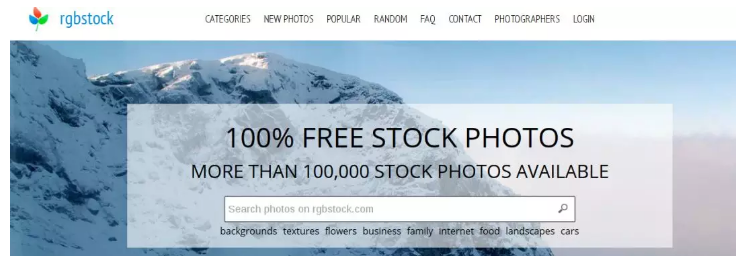 rgbstock CATEGORIES NEW PHOTOS POPULAR RANDOM FAQ CONTACT PHOTOGRAPHERS LOGIN
100% FREE STOCK PHOTOS
MORE THAN 100,000 STOCK PHOTOS AVAILABLE
Search photos on rgbstock.com
backgrounds textures flowers business family internet food landscapes cars